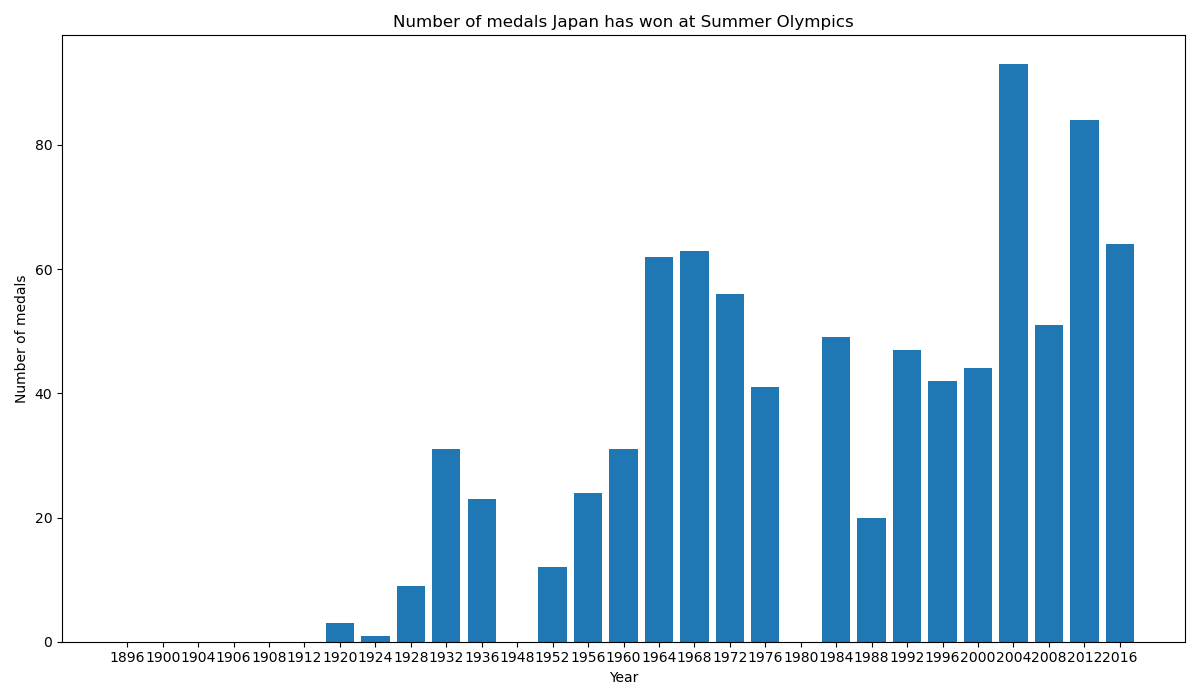 Number of medals Japan has won at Summer Olympics
Number of medals
80
60
40
20
0
1896 1900 1904 1906 1908 1912 1920 1924 1928 1932 1936 1948 1952 1956 1960 1964 1968 1972 1976 1980 1984 1988 1992 1996 2000 2004 2008 2012 2016
Year